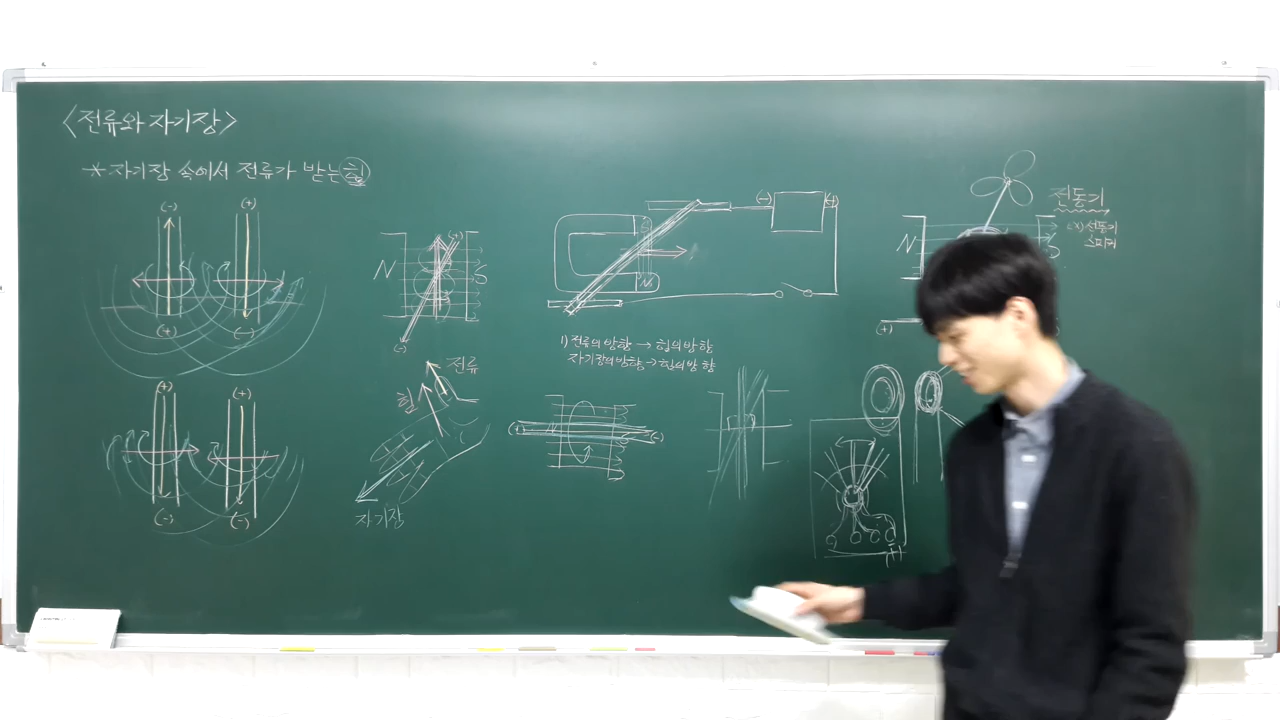 <전류와 자기장>
* 자기장 속에서 전류가 받는 힘
(-) (+)
(+) (-)
(+) (+)
(-) (-)
N S
(+)
(-)
전류
힘
자기장
(-) (+)
S
N
1) 전류의 방향 → 힘의 방향
자기장의 방향 → 힘의 방향
(+) N (-)
전동기
N S
(+)
(+)